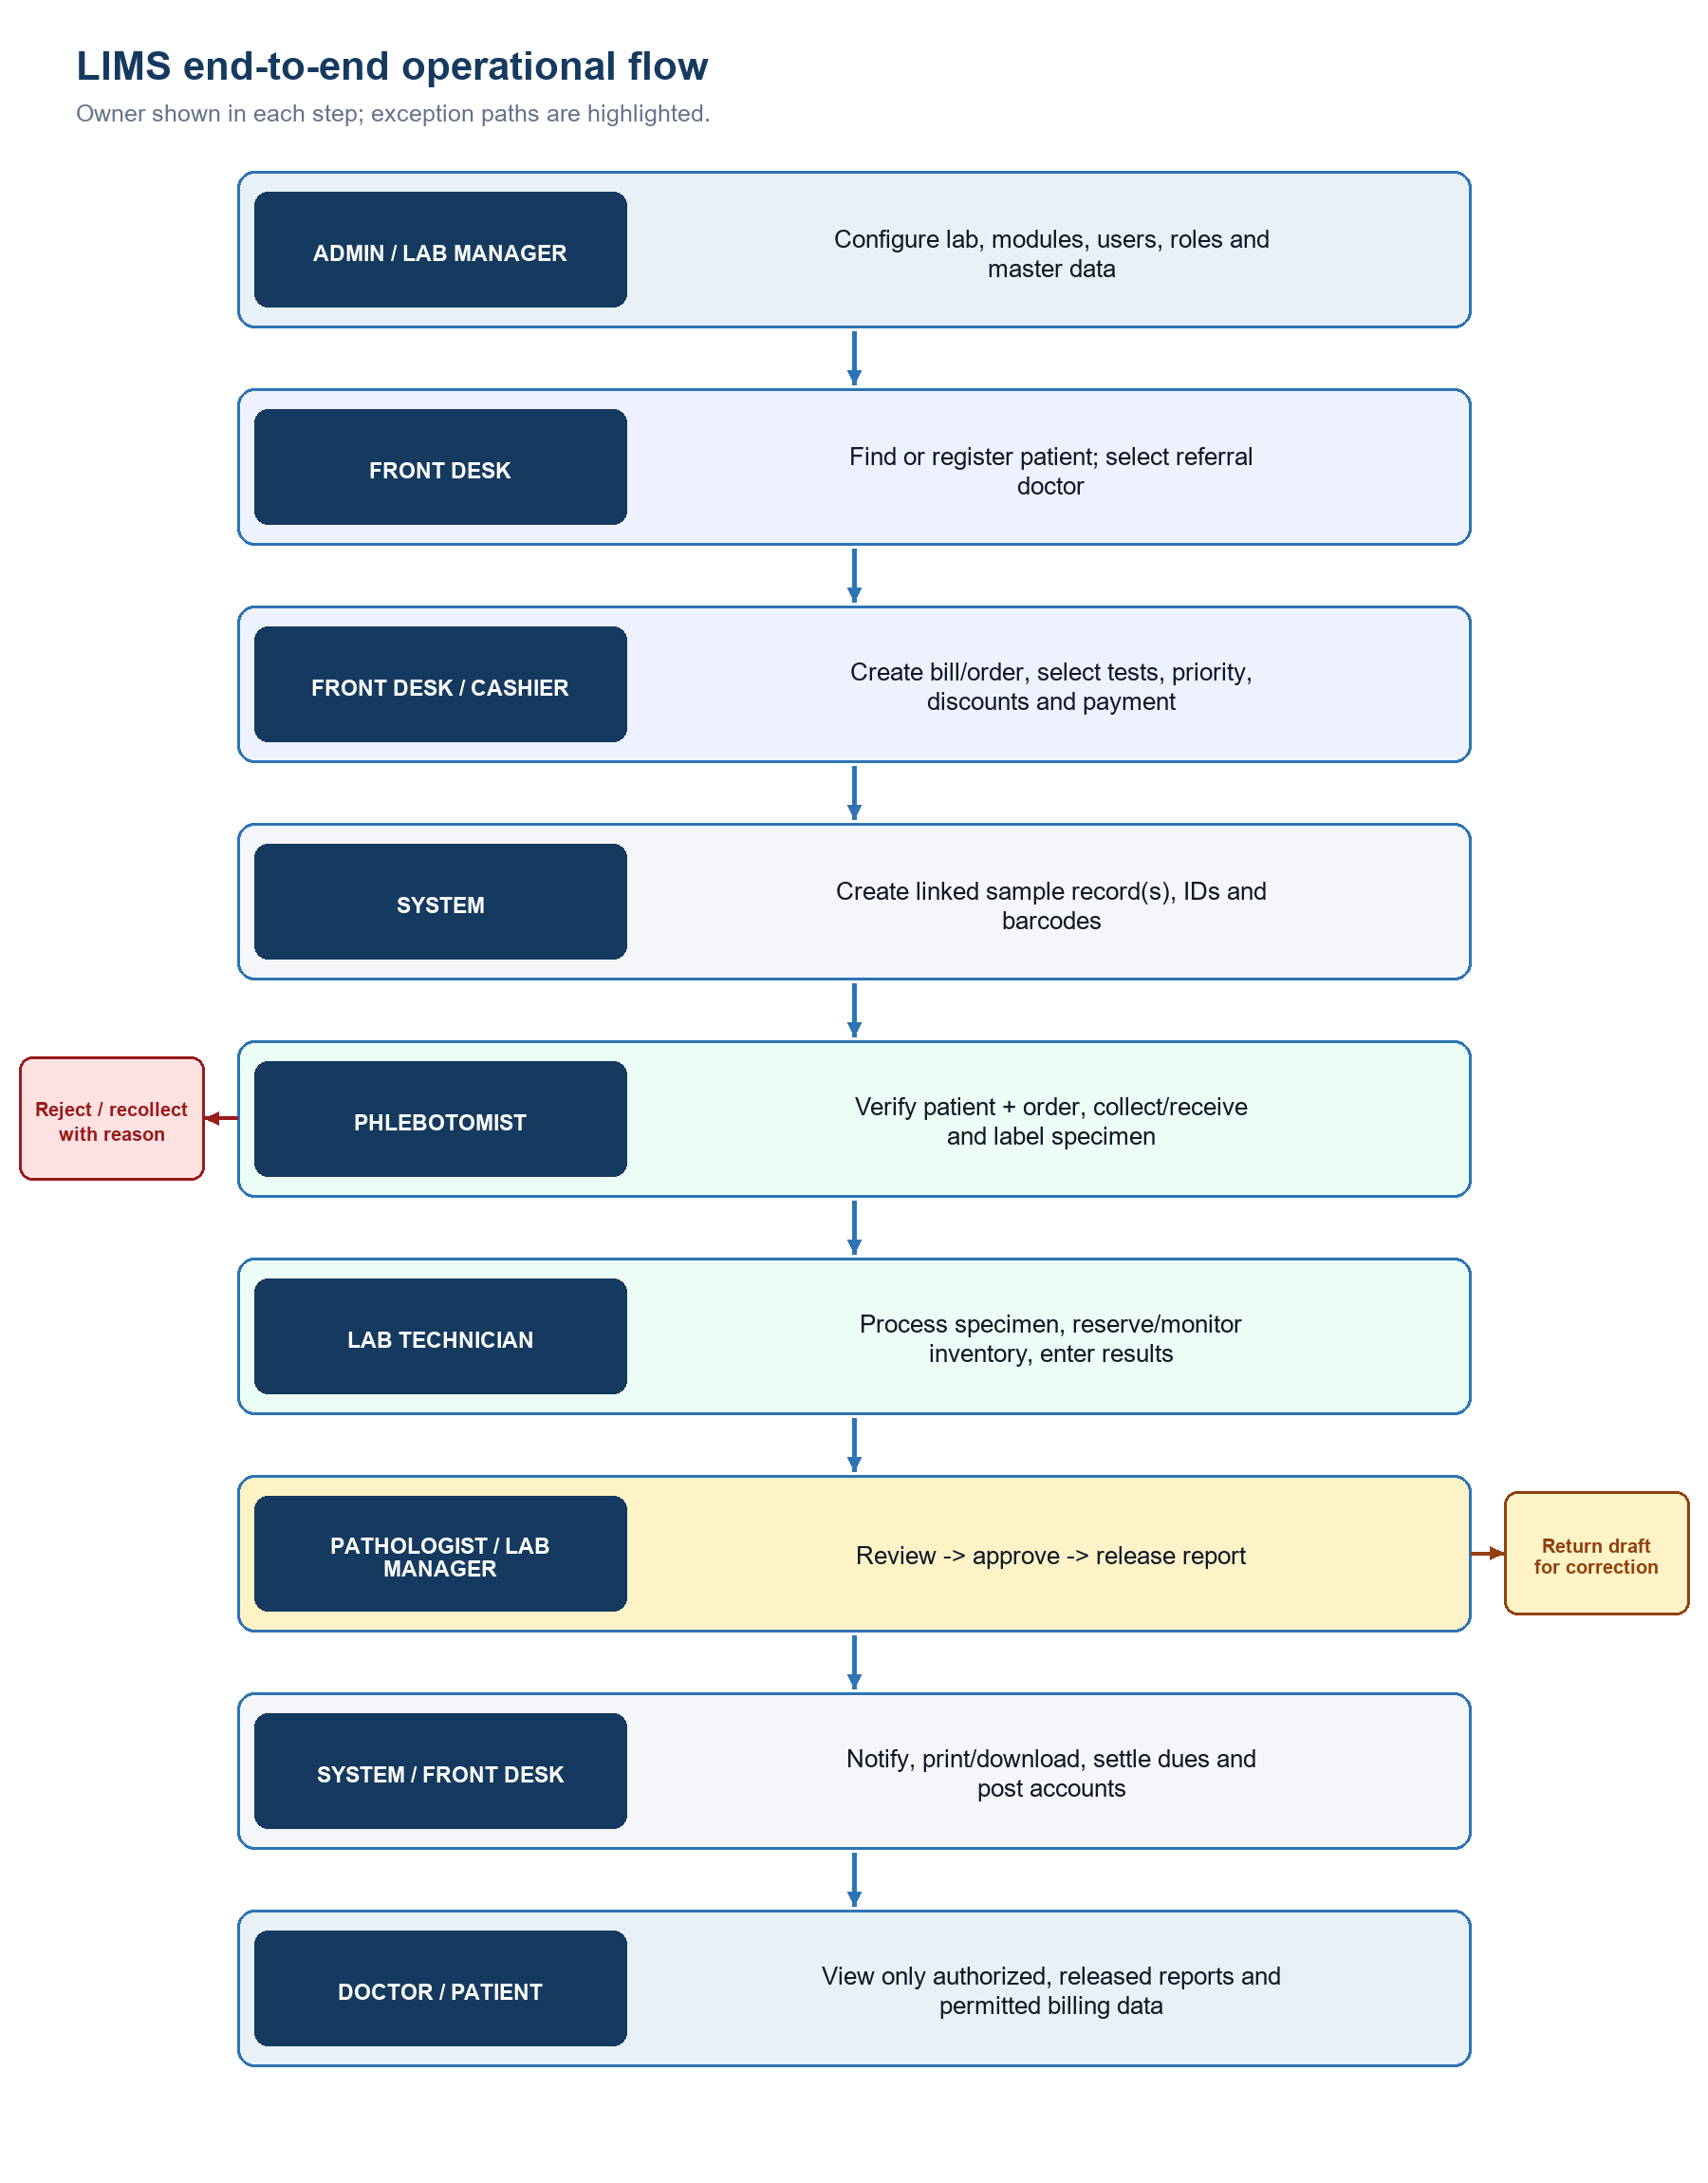 LIMS end-to-end operational flow
Owner shown in each step; exception paths are highlighted.
ADMIN / LAB MANAGER
Configure lab, modules, users, roles and
master data
FRONT DESK
Find or register patient; select referral
doctor
FRONT DESK / CASHIER
Create bill/order, select tests, priority,
discounts and payment
SYSTEM
Create linked sample record(s), IDs and
barcodes
Reject / recollect
with reason
PHLEBOTOMIST
Verify patient + order, collect/receive
and label specimen
LAB TECHNICIAN
Process specimen, reserve/monitor
inventory, enter results
PATHOLOGIST / LAB
MANAGER
Review -> approve -> release report
Return draft
for correction
SYSTEM / FRONT DESK
Notify, print/download, settle dues and
post accounts
DOCTOR / PATIENT
View only authorized, released reports and
permitted billing data